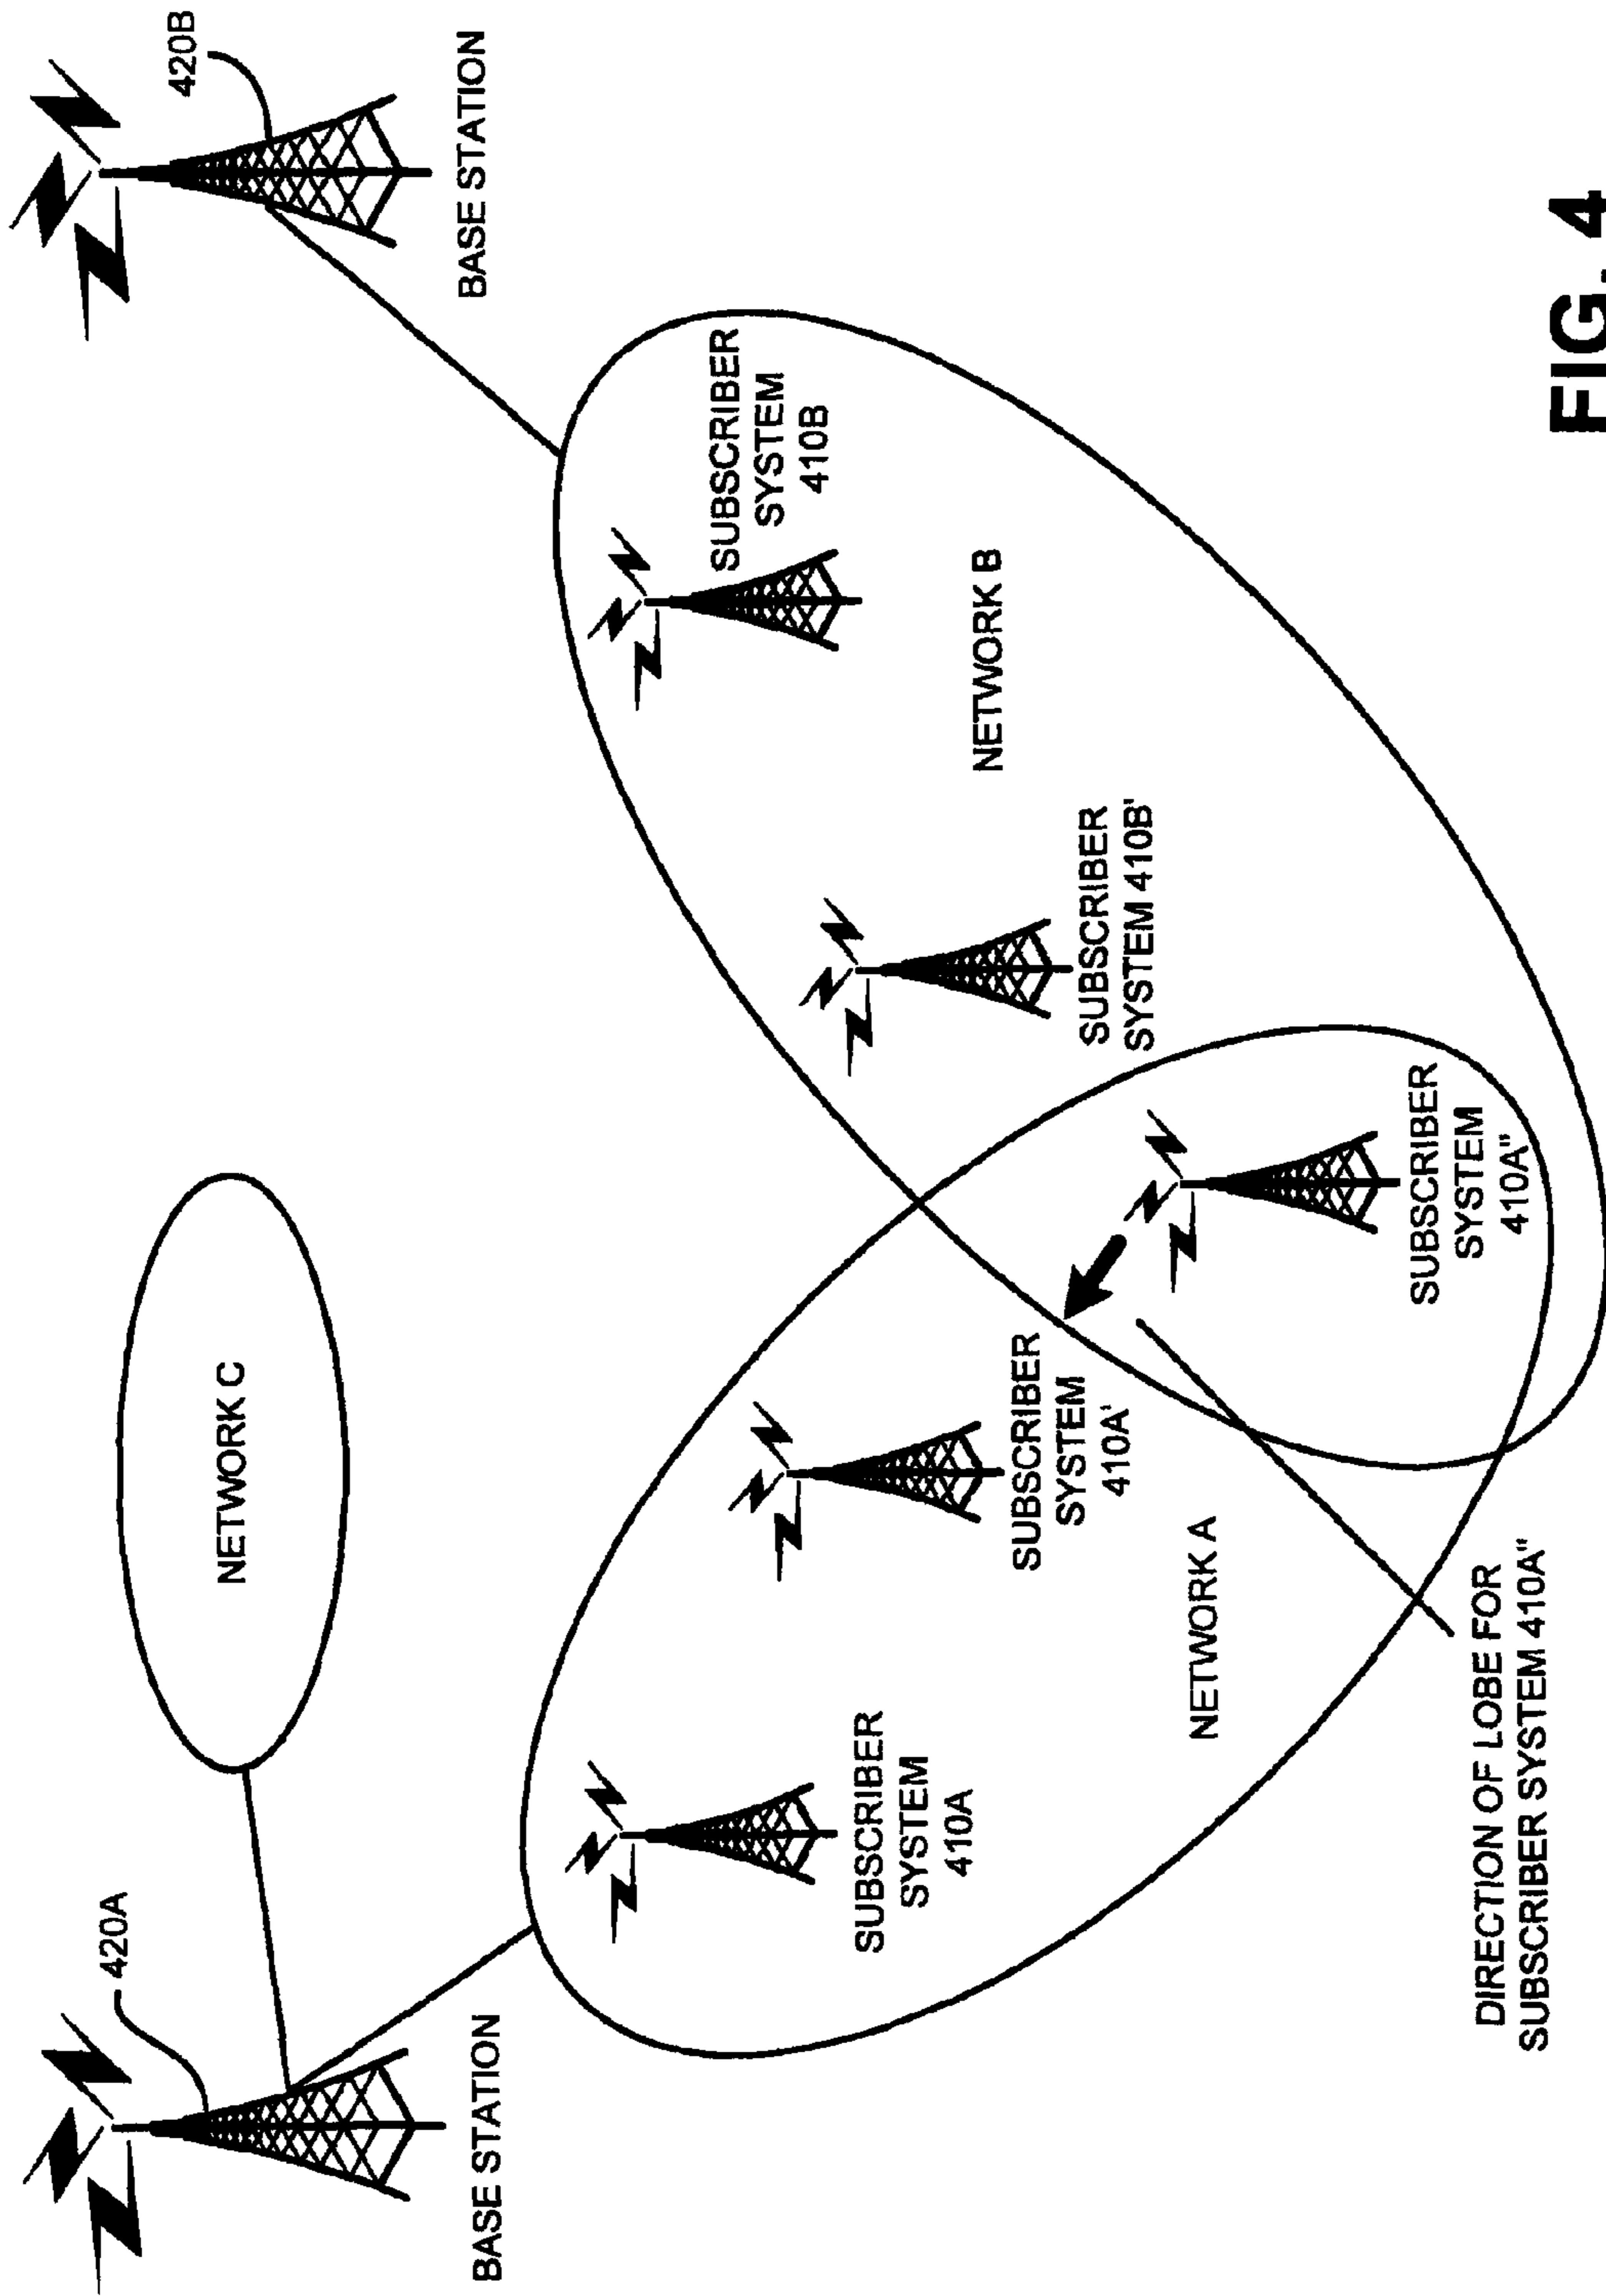 420A
BASE STATION
NETWORK C
420B
BASE STATION
SUBSCRIBER
SYSTEM
410A
SUBSCRIBER
SYSTEM
410A'
NETWORK A
SUBSCRIBER
SYSTEM
410A"
SUBSCRIBER
SYSTEM 410B'
SUBSCRIBER
SYSTEM
410B
NETWORK B
DIRECTION OF LOBE FOR
SUBSCRIBER SYSTEM 410A"
FIG. 4